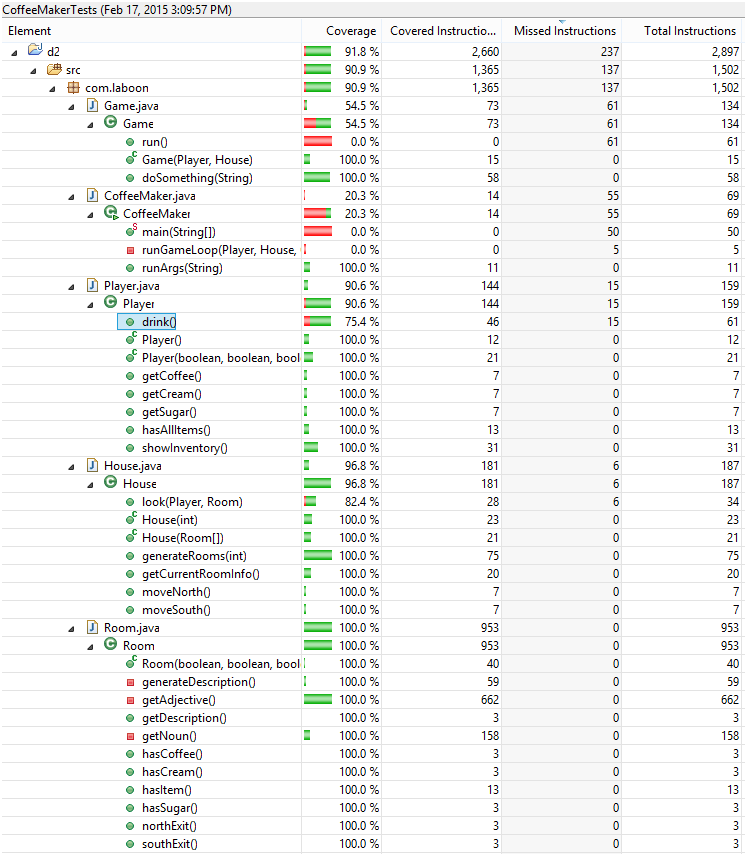 CoffeeMakerTests (Feb 17, 2015 3:09:57 PM)
Element Coverage Covered Instructio... Missed Instructions Total Instructions
d2 91.8 % 2,660 237 2,897
src 90.9 % 1,365 137 1,502
com.laboon 90.9 % 1,365 137 1,502
Game.java 54.5 % 73 61 134
Game 54.5 % 73 61 134
run() 0.0 % 0 61 61
Game(Player, House) 100.0 % 15 0 15
doSomething(String) 100.0 % 58 0 58
CoffeeMaker.java 20.3 % 14 55 69
CoffeeMaker 20.3 % 14 55 69
main(String[]) 0.0 % 0 50 50
runGameLoop(Player, House, 0.0 % 0 5 5
runArgs(String) 100.0 % 11 0 11
Player.java 90.6 % 144 15 159
Player 90.6 % 144 15 159
drink() 75.4 % 46 15 61
Player() 100.0 % 12 0 12
Player(boolean, boolean, bool 100.0 % 21 0 21
getCoffee() 100.0 % 7 0 7
getCream() 100.0 % 7 0 7
getSugar() 100.0 % 7 0 7
hasAllItems() 100.0 % 13 0 13
showInventory() 100.0 % 31 0 31
House.java 96.8 % 181 6 187
House 96.8 % 181 6 187
look(Player, Room) 82.4 % 28 6 34
House(int) 100.0 % 23 0 23
House(Room[]) 100.0 % 21 0 21
generateRooms(int) 100.0 % 75 0 75
getCurrentRoomInfo() 100.0 % 20 0 20
moveNorth() 100.0 % 7 0 7
moveSouth() 100.0 % 7 0 7
Room.java 100.0 % 953 0 953
Room 100.0 % 953 0 953
Room(boolean, boolean, bool 100.0 % 40 0 40
generateDescription() 100.0 % 59 0 59
getAdjective() 100.0 % 662 0 662
getDescription() 100.0 % 3 0 3
getNoun() 100.0 % 158 0 158
hasCoffee() 100.0 % 3 0 3
hasCream() 100.0 % 3 0 3
hasItem() 100.0 % 13 0 13
hasSugar() 100.0 % 3 0 3
northExit() 100.0 % 3 0 3
southExit() 100.0 % 3 0 3